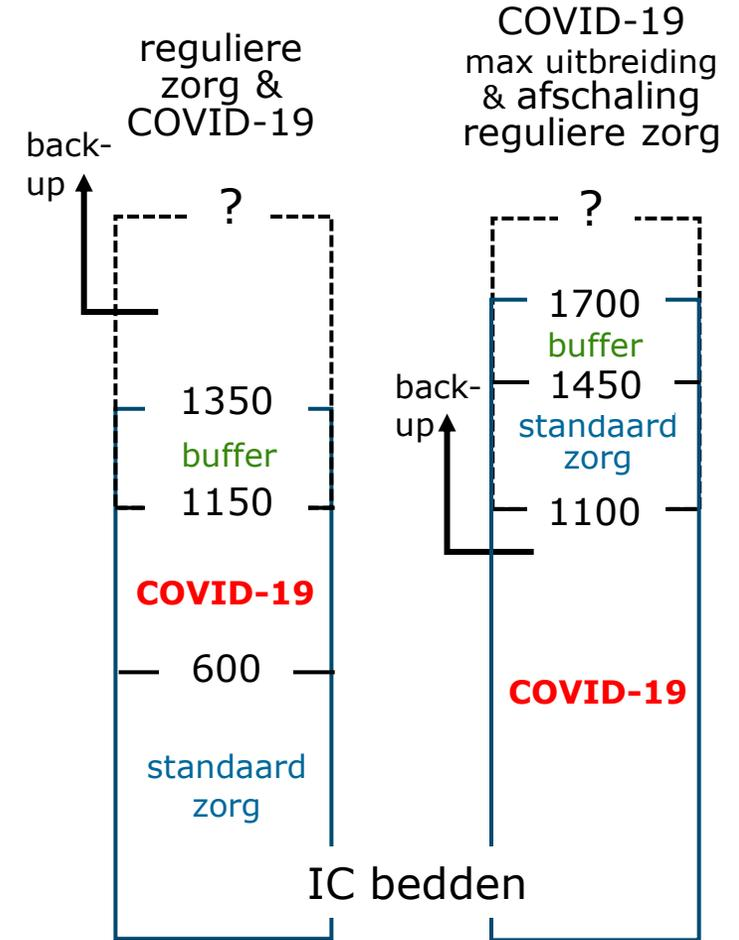 reguliere
zorg &
COVID-19
back-
up
?
1350
buffer
1150
COVID-19
600
standaard
zorg
COVID-19
max uitbreiding
& afschaling
reguliere zorg
?
1700
buffer
1450
back-
up
standaard
zorg
1100
COVID-19
IC bedden